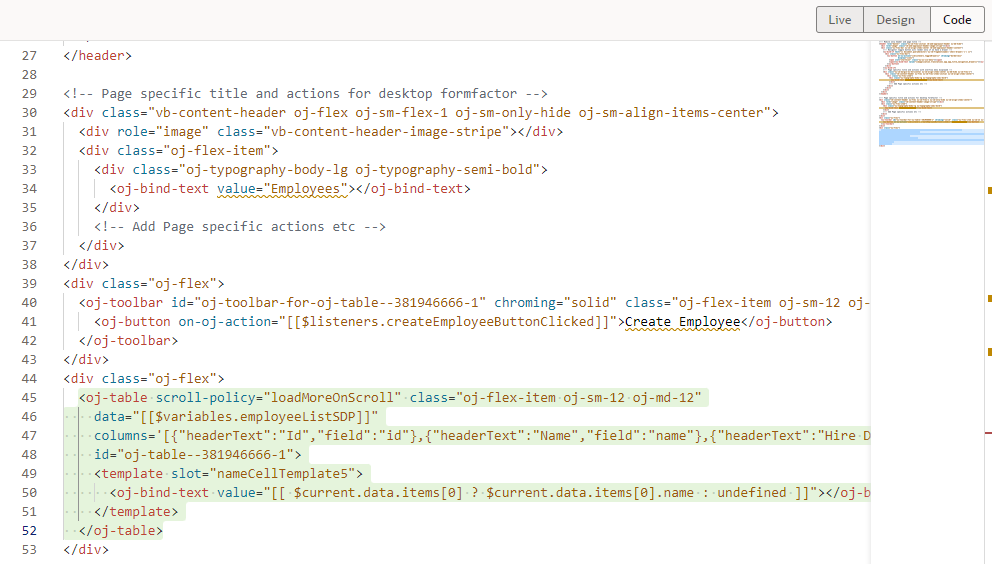 Live Design Code
27 </header>
28
29 <!-- Page specific title and actions for desktop formfactor -->
30 <div class="vb-content-header oj-flex oj-sm-flex-1 oj-sm-only-hide oj-sm-align-items-center">
31 <div role="image" class="vb-content-header-image-stripe"></div>
32 <div class="oj-flex-item">
33 <div class="oj-typography-body-lg oj-typography-semi-bold">
34 <oj-bind-text value="Employees"></oj-bind-text>
35 </div>
36 <!-- Add Page specific actions etc -->
37 </div>
38 </div>
39 <div class="oj-flex">
40 <oj-toolbar id="oj-toolbar-for-oj-table--381946666-1" chroming="solid" class="oj-flex-item oj-sm-12 oj-
41 <oj-button on-oj-action="[[$listeners.createEmployeeButtonClicked]]">Create Employee</oj-button>
42 </oj-toolbar>
43 </div>
44 <div class="oj-flex">
45 <oj-table scroll-policy="loadMoreOnScroll" class="oj-flex-item oj-sm-12 oj-md-12"
46 data="[[$variables.employeeListSDP]]"
47 columns='[{"headerText":"Id","field":"id"},{"headerText":"Name","field":"name"},{"headerText":"Hire D
48 id="oj-table--381946666-1">
49 <template slot="nameCellTemplate5">
50 <oj-bind-text value="[[ $current.data.items[0] ? $current.data.items[0].name : undefined ]]"></oj-b
51 </template>
52 </oj-table>
53 </div>